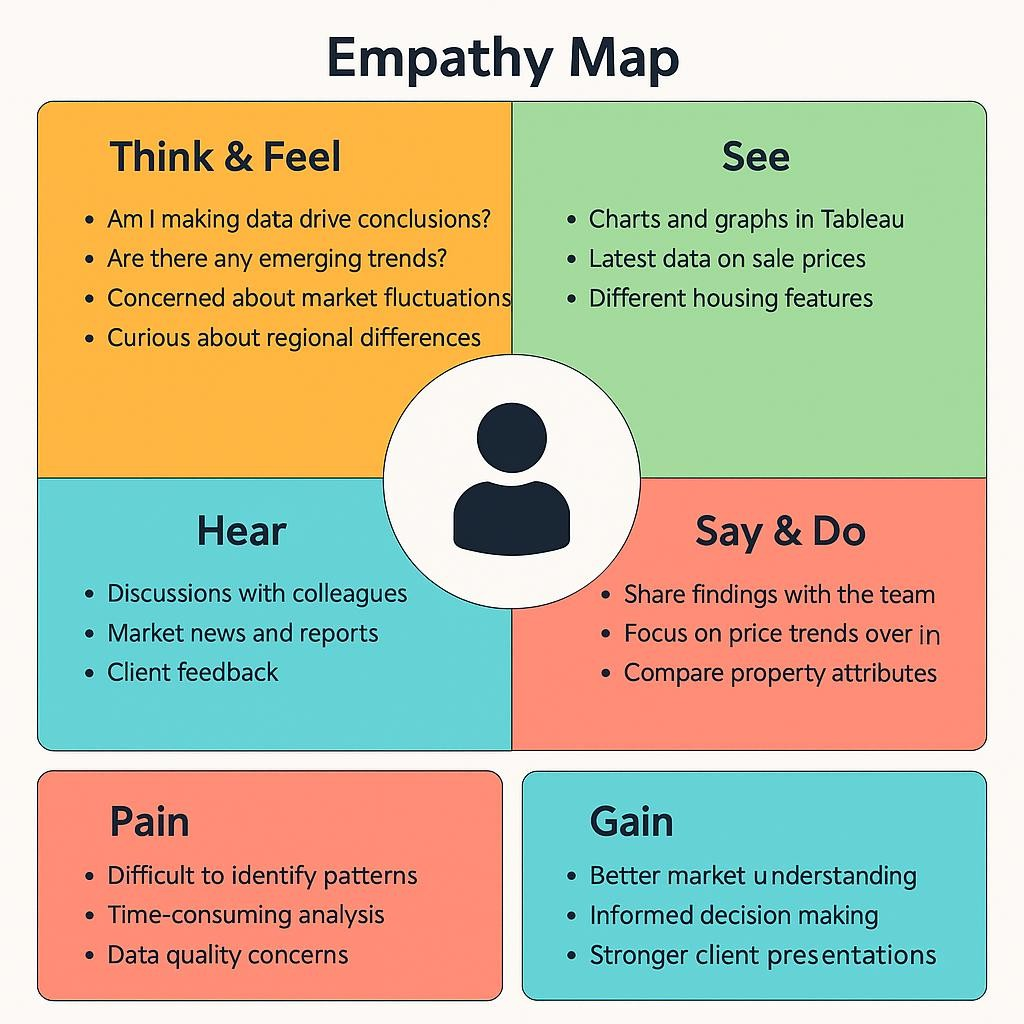 Empathy Map
Think & Feel
• Am I making data drive conclusions?
• Are there any emerging trends?
• Concerned about market fluctuations
• Curious about regional differences
See
• Charts and graphs in Tableau
• Latest data on sale prices
• Different housing features
Hear
• Discussions with colleagues
• Market news and reports
• Client feedback
Say & Do
• Share findings with the team
• Focus on price trends over in
• Compare property attributes
Pain
• Difficult to identify patterns
• Time-consuming analysis
• Data quality concerns
Gain
• Better market understanding
• Informed decision making
• Stronger client presentations